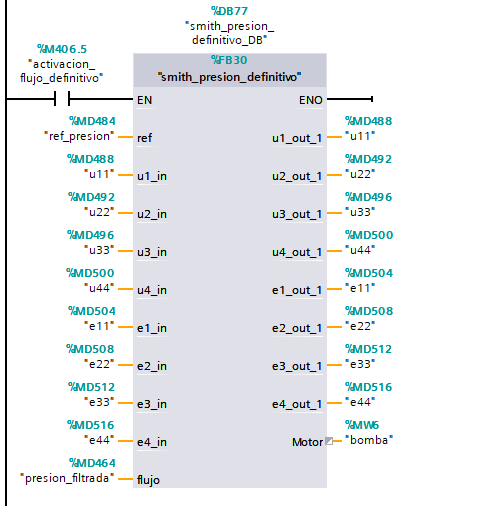 %DB77
"smith_presion_
definitivo_DB"
%M406.5
"activacion_
flujo_definitivo"
%FB30
"smith_presion_definitivo"
EN ENO
%MD484 %MD488
"ref_presion" ref u1_out_1 "u11"
%MD488 %MD492
"u11" u1_in u2_out_1 "u22"
%MD492 %MD496
"u22" u2_in u3_out_1 "u33"
%MD496 %MD500
"u33" u3_in u4_out_1 "u44"
%MD500 %MD504
"u44" u4_in e1_out_1 "e11"
%MD504 %MD508
"e11" e1_in e2_out_1 "e22"
%MD508 %MD512
"e22" e2_in e3_out_1 "e33"
%MD512 %MD516
"e33" e3_in e4_out_1 "e44"
%MD516 %MW6
"e44" e4_in Motor "bomba"
%MD464
"presion_filtrada" flujo